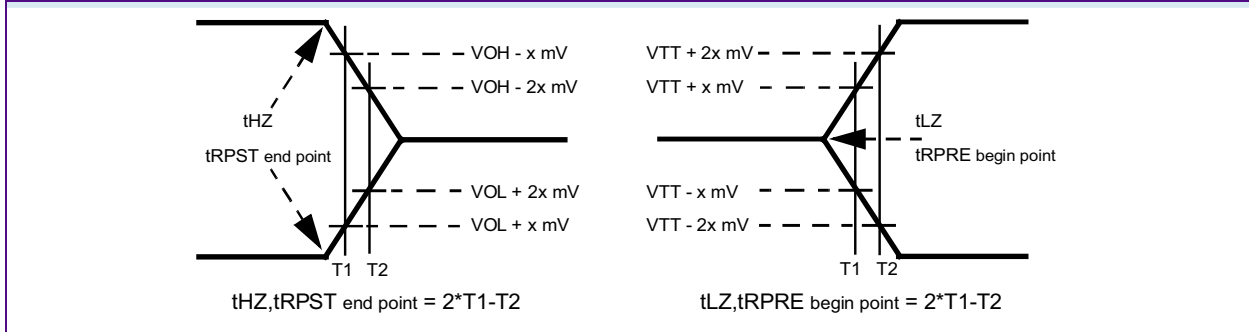 VOH - x mV
VOH - 2x mV
tHZ
tRPST end point
VOL + 2x mV
VOL + x mV
T1 T2
tHZ,tRPST end point = 2*T1-T2
VTT + 2x mV
VTT + x mV
tLZ
tRPRE begin point
VTT - x mV
VTT - 2x mV
T1 T2
tLZ,tRPRE begin point = 2*T1-T2